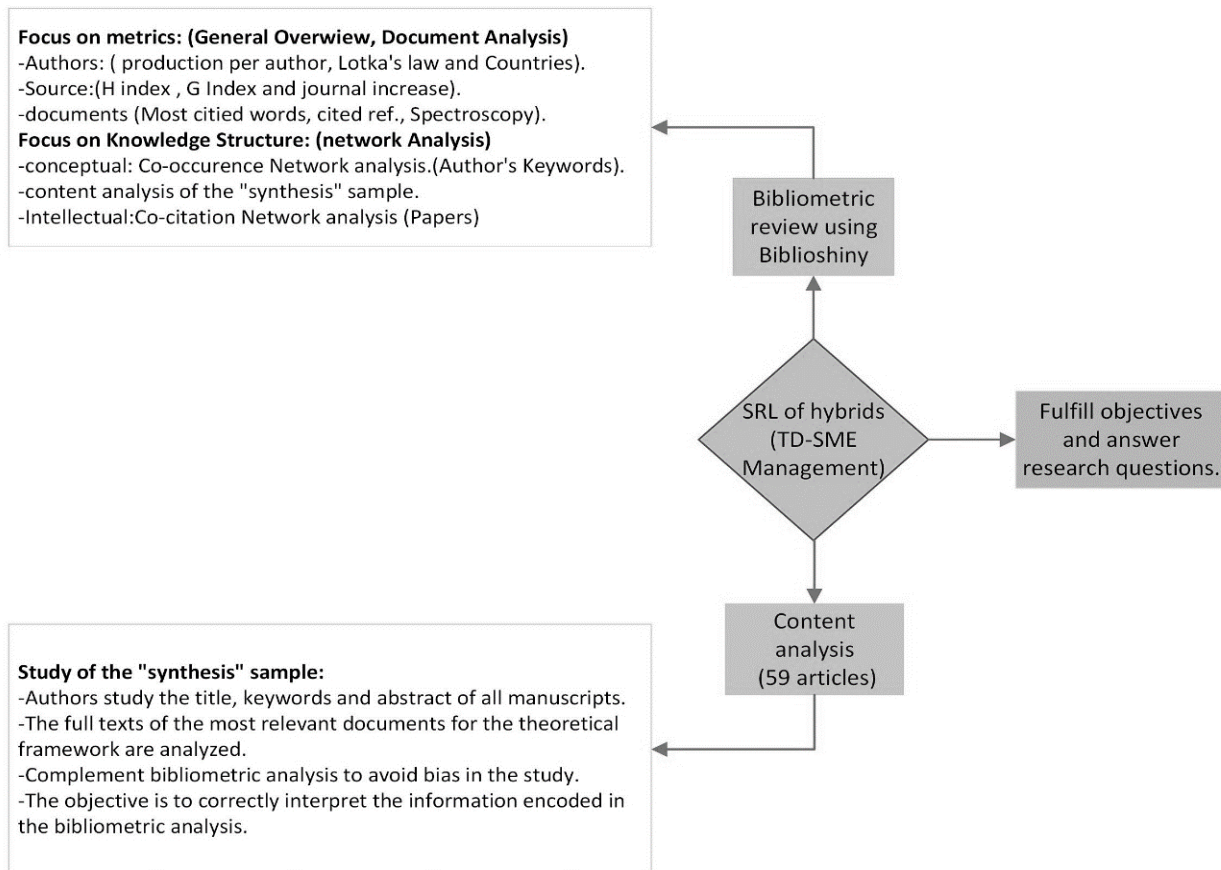 Focus on metrics: (General Overwiew, Document Analysis)
-Authors: ( production per author, Lotka's law and Countries).
-Source:(H index , G Index and journal increase).
-documents (Most citied words, cited ref., Spectroscopy).
Focus on Knowledge Structure: (network Analysis)
-conceptual: Co-occurence Network analysis.(Author's Keywords).
-content analysis of the "synthesis" sample.
-Intellectual:Co-citation Network analysis (Papers)
Bibliometric
review using
Biblioshiny
SRL of hybrids
(TD-SME
Management)
Fulfill objectives
and answer
research questions.
Content
analysis
(59 articles)
Study of the "synthesis" sample:
-Authors study the title, keywords and abstract of all manuscripts.
-The full texts of the most relevant documents for the theoretical
framework are analyzed.
-Complement bibliometric analysis to avoid bias in the study.
-The objective is to correctly interpret the information encoded in
the bibliometric analysis.